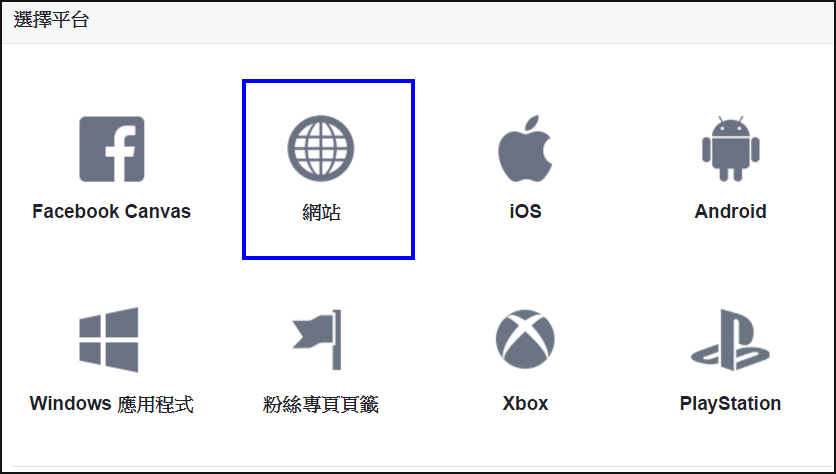 選擇平台
Facebook Canvas
網站
iOS
Android
Windows 應用程式
粉絲專頁頁籤
Xbox
PlayStation